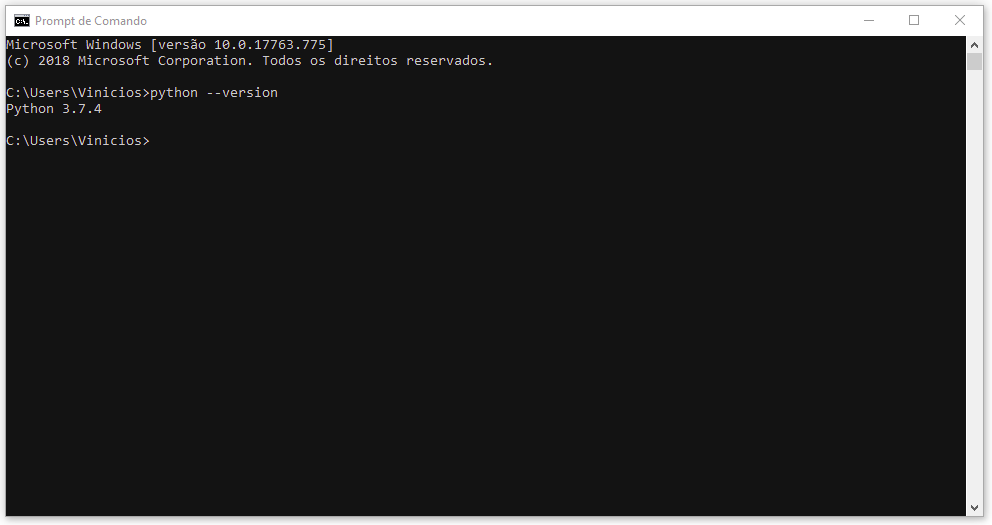 Prompt de Comando
Microsoft Windows [versão 10.0.17763.775]
(c) 2018 Microsoft Corporation. Todos os direitos reservados.
C:\Users\Vinicios>python --version
Python 3.7.4
C:\Users\Vinicios>